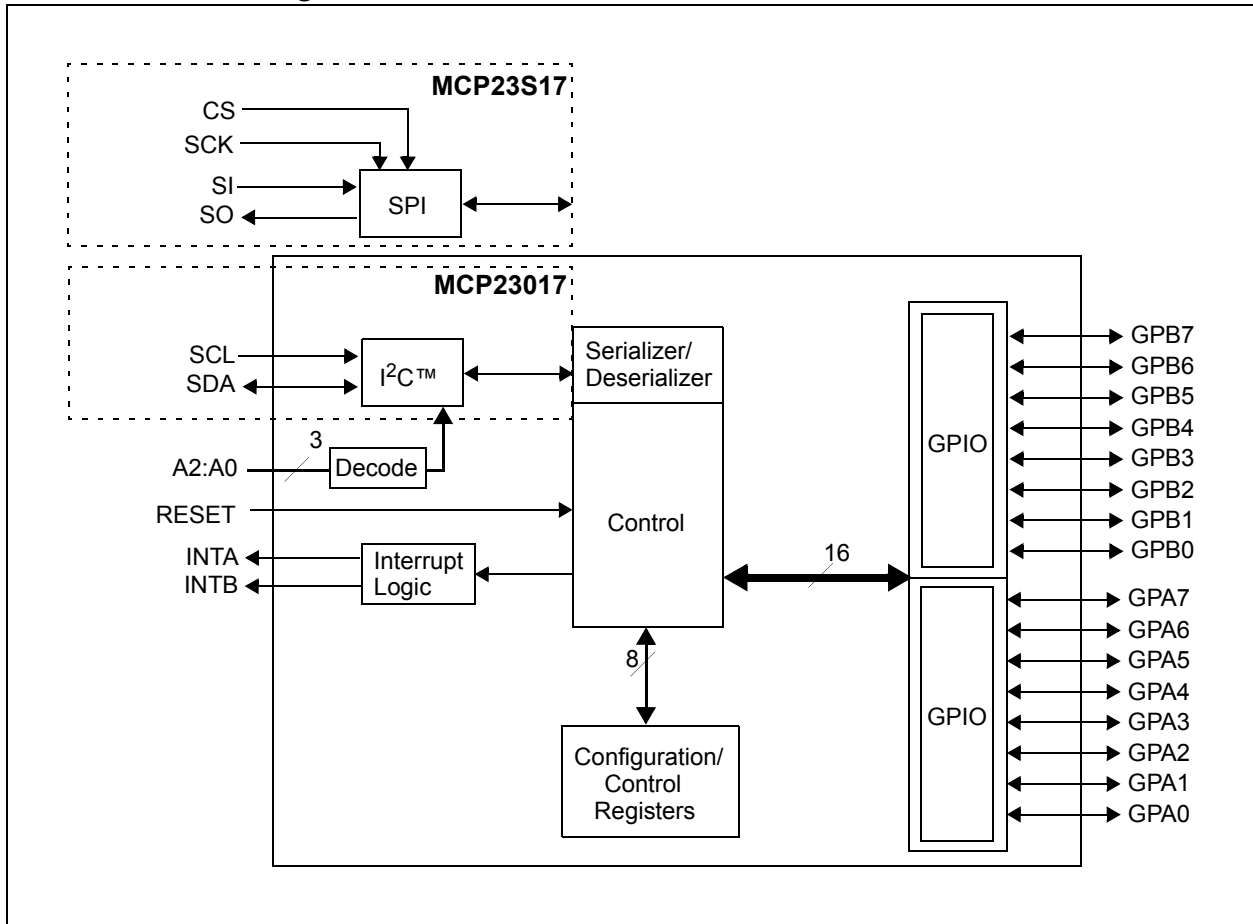 MCP23S17
CS
SCK
SI
SO
SPI
MCP23017
SCL
SDA
I²C™
Serializer/
Deserializer
3
A2:A0
Decode
RESET
Control
INTA
INTB
Interrupt
Logic
16
8
Configuration/
Control
Registers
GPIO
GPB7
GPB6
GPB5
GPB4
GPB3
GPB2
GPB1
GPB0
GPIO
GPA7
GPA6
GPA5
GPA4
GPA3
GPA2
GPA1
GPA0